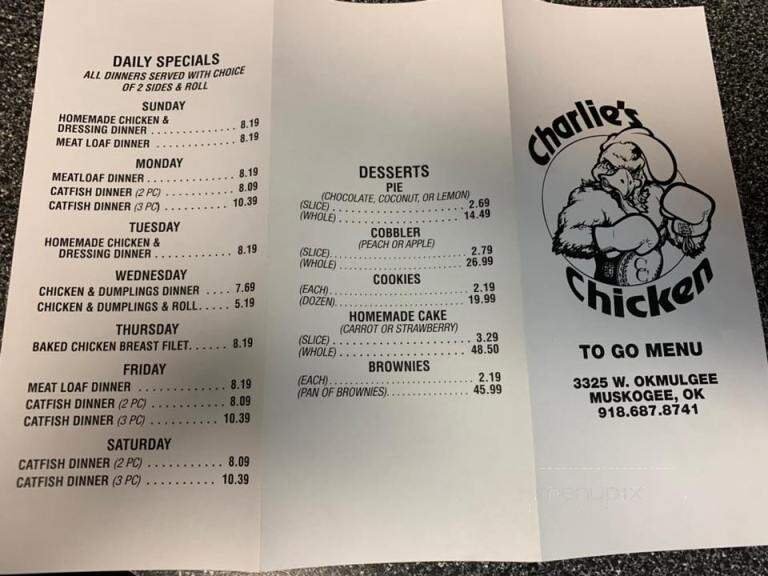 DAILY SPECIALS
ALL DINNERS SERVED WITH CHOICE
OF 2 SIDES & ROLL
SUNDAY
HOMEMADE CHICKEN &
DRESSING DINNER . . . . . . . . . . . . 8.19
MEAT LOAF DINNER . . . . . . . . . . . . 8.19
MONDAY
MEATLOAF DINNER . . . . . . . . . . . . 8.19
CATFISH DINNER (2 PC) . . . . . . . . . . 8.09
CATFISH DINNER (3 PC) . . . . . . . . . . 10.39
TUESDAY
HOMEMADE CHICKEN &
DRESSING DINNER . . . . . . . . . . . . 8.19
WEDNESDAY
CHICKEN & DUMPLINGS DINNER . . . . 7.69
CHICKEN & DUMPLINGS & ROLL . . . . . 5.19
THURSDAY
BAKED CHICKEN BREAST FILET . . . . . . 8.19
FRIDAY
MEAT LOAF DINNER . . . . . . . . . . . . 8.19
CATFISH DINNER (2 PC) . . . . . . . . . . 8.09
CATFISH DINNER (3 PC) . . . . . . . . . . 10.39
SATURDAY
CATFISH DINNER (2 PC) . . . . . . . . . . 8.09
CATFISH DINNER (3 PC) . . . . . . . . . . 10.39
DESSERTS
PIE
(CHOCOLATE, COCONUT, OR LEMON)
(SLICE) . . . . . . . . . . . . 2.69
(WHOLE) . . . . . . . . . . . . 14.49
COBBLER
(PEACH OR APPLE)
(SLICE) . . . . . . . . . . . . 2.79
(WHOLE) . . . . . . . . . . . . 26.99
COOKIES
(EACH) . . . . . . . . . . . . 2.19
(DOZEN) . . . . . . . . . . . . 19.99
HOMEMADE CAKE
(CARROT OR STRAWBERRY)
(SLICE) . . . . . . . . . . . . 3.29
(WHOLE) . . . . . . . . . . . . 48.50
BROWNIES
(EACH) . . . . . . . . . . . . 2.19
(PAN OF BROWNIES) . . . . . . . . . . . . 45.99
Charlie's
Chicken
TO GO MENU
3325 W. OKMULGEE
MUSKOGEE, OK
918.687.8741
menupix